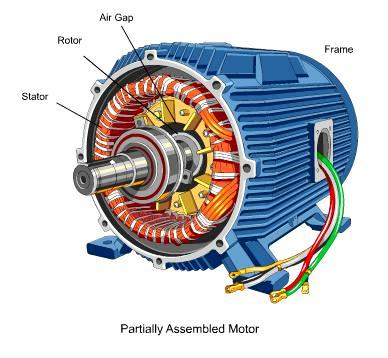 Air Gap
Rotor
Frame
Stator
Partially Assembled Motor